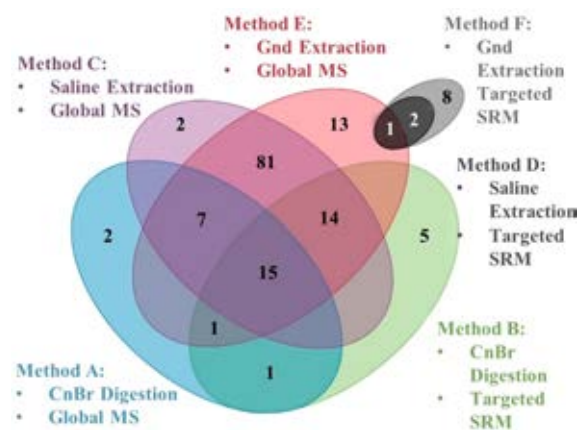 Method E:
• Gnd Extraction
• Global MS
Method F:
• Gnd
Extraction
• Targeted
SRM
Method C:
• Saline Extraction
• Global MS
Method D:
• Saline
Extraction
• Targeted
SRM
2
13
8
1
2
81
7
14
2
5
15
1
1
Method A:
• CnBr Digestion
• Global MS
Method B:
• CnBr
Digestion
• Targeted
SRM